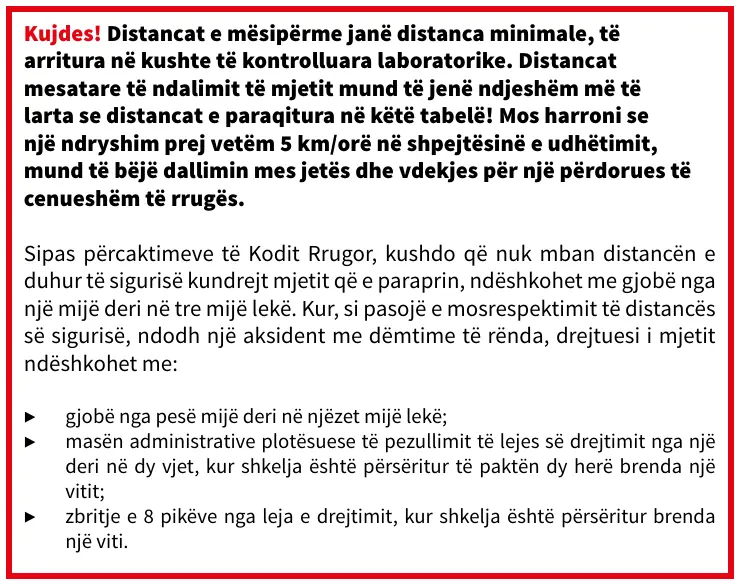 Kujdes! Distancat e mësipërme janë distanca minimale, të
arritura në kushte të kontrolluara laboratorike. Distancat
mesatare të ndalimit të mjetit mund të jenë ndjeshëm më të
larta se distancat e paraqitura në këtë tabelë! Mos harroni se
një ndryshim prej vetëm 5 km/orë në shpejtësinë e udhëtimit,
mund të bëjë dallimin mes jetës dhe vdekjes për një përdorues të
cenueshëm të rrugës.
Sipas përcaktimeve të Kodit Rrugor, kushdo që nuk mban distancën e
duhur të sigurisë kundrejt mjetit që e paraprin, ndëshkohet me gjobë nga
një mijë deri në tre mijë lekë. Kur, si pasojë e mosrespektimit të distancës
së sigurisë, ndodh një aksident me dëmtime të rënda, drejtuesi i mjetit
ndëshkohet me:
► gjobë nga pesë mijë deri në njëzet mijë lekë;
► masën administrative plotësuese të pezullimit të lejes së drejtimit nga një
deri në dy vjet, kur shkelja është përsëritur të paktën dy herë brenda një
vitit;
► zbritje e 8 pikëve nga leja e drejtimit, kur shkelja është përsëritur brenda
një viti.